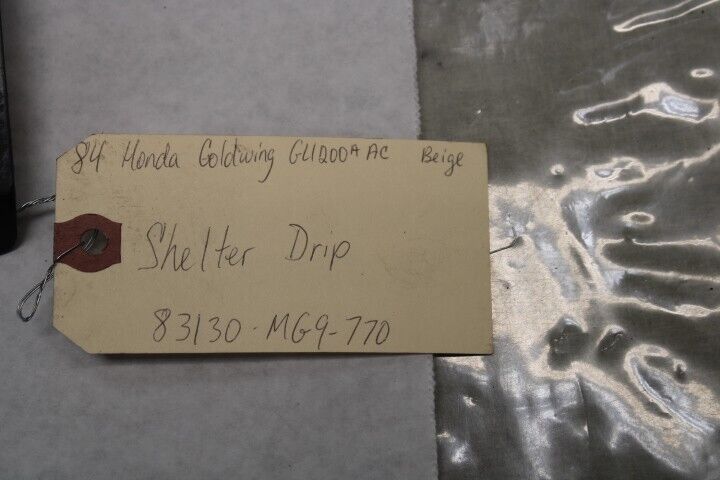 84 Honda Goldwing GL1200A AC Beige
Shelter Drip
83130-MG9-770